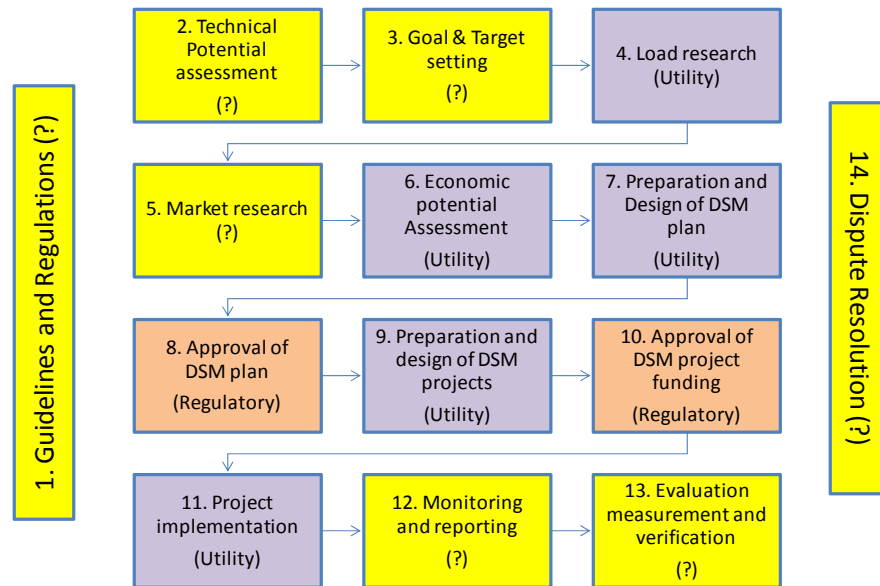 1. Guidelines and Regulations (?)
2. Technical
Potential
assessment
(?)
3. Goal & Target
setting
(?)
4. Load research
(Utility)
5. Market research
(?)
6. Economic
potential
Assessment
(Utility)
7. Preparation and
Design of DSM
plan
(Utility)
8. Approval of
DSM plan
(Regulatory)
9. Preparation and
design of DSM
projects
(Utility)
10. Approval of
DSM project
funding
(Regulatory)
11. Project
implementation
(Utility)
12. Monitoring
and reporting
(?)
13. Evaluation
measurement and
verification
(?)
14. Dispute Resolution (?)